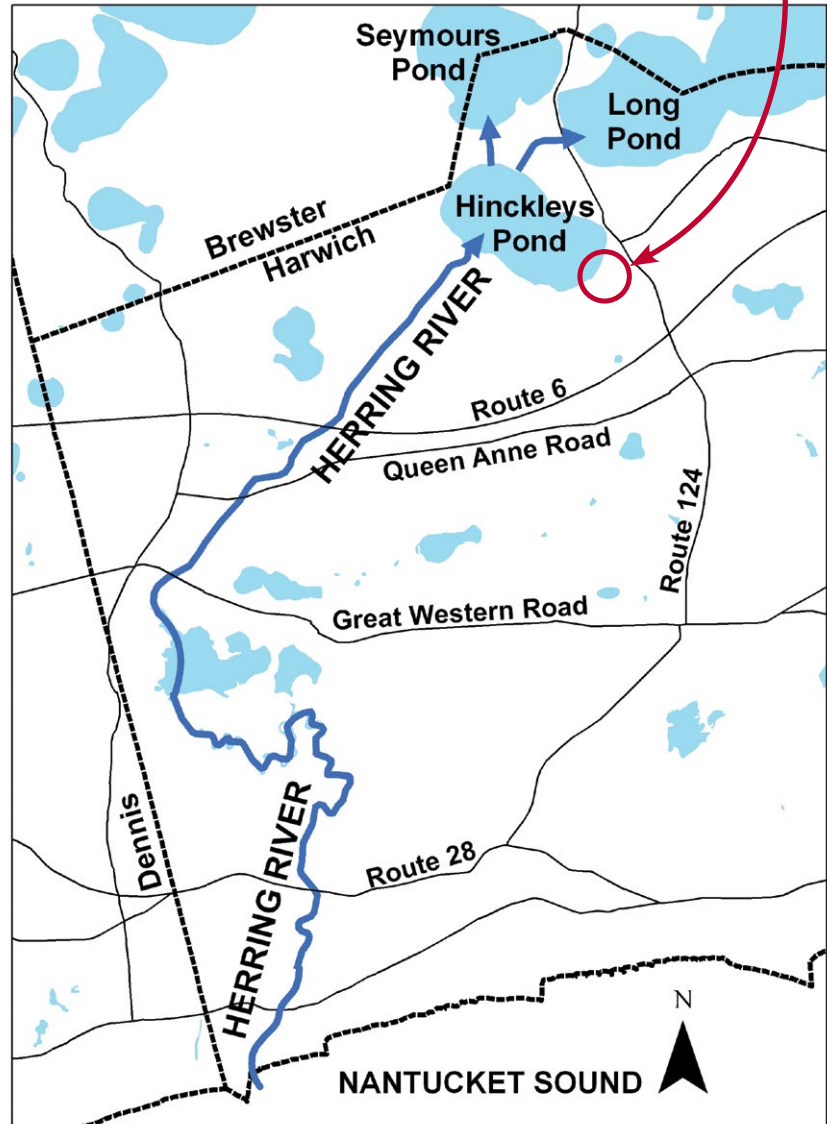 Seymours
Pond
Long
Pond
Hinckleys
Pond
Brewster
Harwich
HERRING RIVER
Route 6
Queen Anne Road
Route 124
Great Western Road
Dennis
HERRING RIVER
Route 28
N
NANTUCKET SOUND